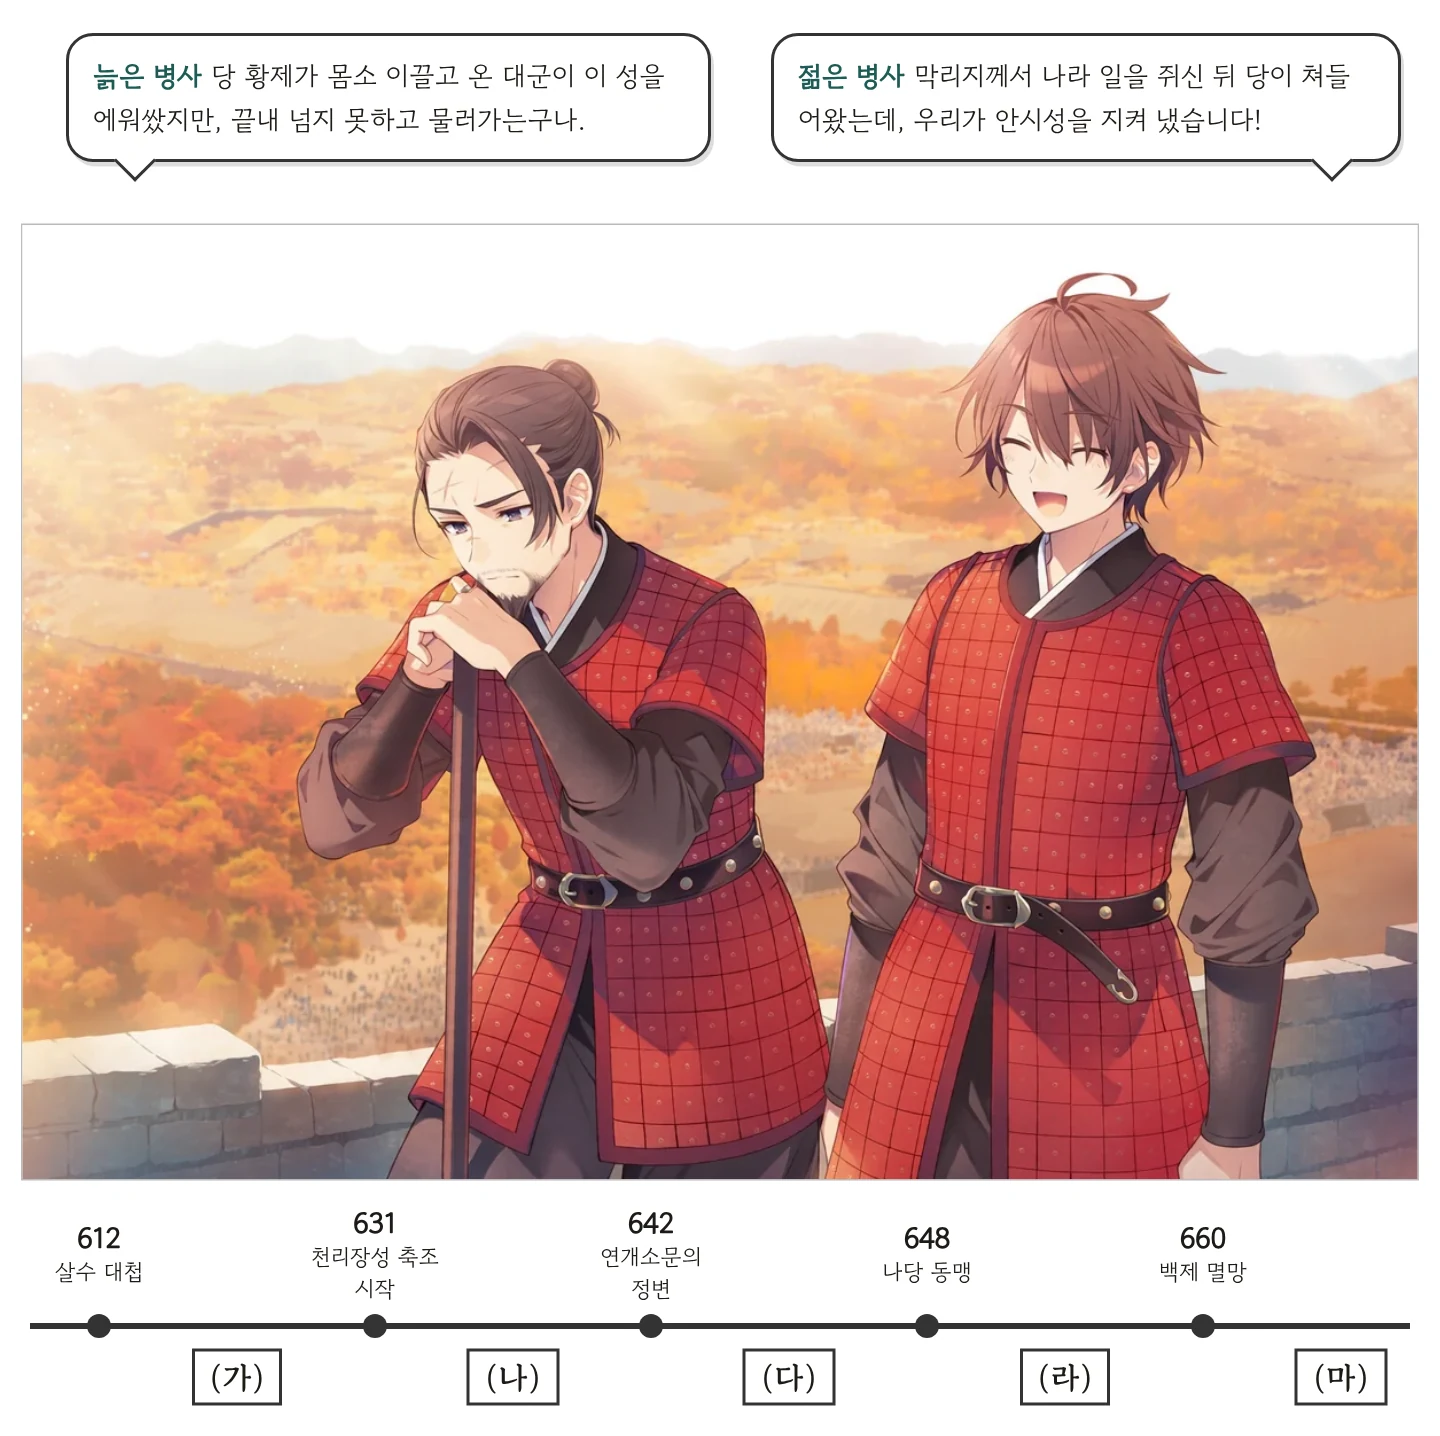 늙은 병사 당 황제가 몸소 이끌고 온 대군이 이 성을
에워쌌지만, 끝내 넘지 못하고 물러가는구나.
젊은 병사 막리지께서 나라 일을 쥐신 뒤 당이 쳐들
어왔는데, 우리가 안시성을 지켜 냈습니다!
612
살수 대첩
631
천리장성 축조
시작
642
연개소문의
정변
648
나당 동맹
660
백제 멸망
(가)
(나)
(다)
(라)
(마)